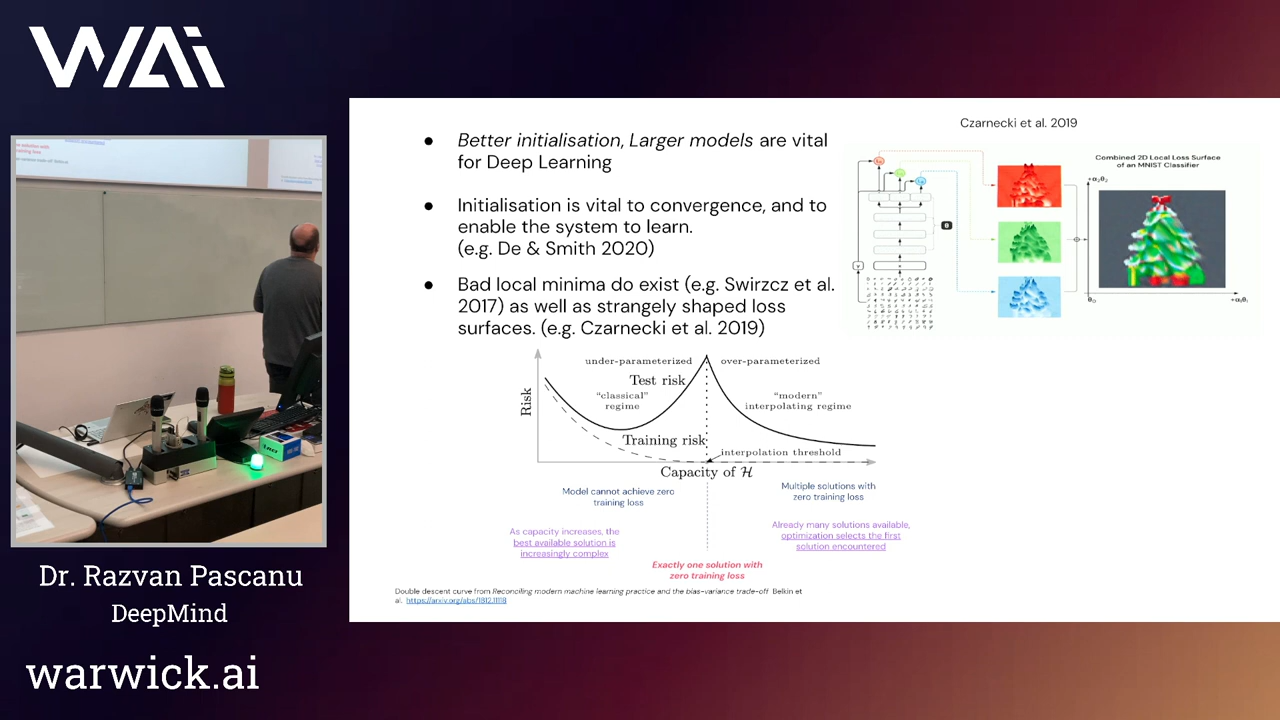 WAI
Dr. Razvan Pascanu
DeepMind
warwick.ai
● Better initialisation, Larger models are vital
for Deep Learning
● Initialisation is vital to convergence, and to
enable the system to learn.
(e.g. De & Smith 2020)
● Bad local minima do exist (e.g. Swirzcz et al.
2017) as well as strangely shaped loss
surfaces. (e.g. Czarnecki et al. 2019)
Czarnecki et al. 2019
Combined 2D Local Loss Surface
of an MNIST Classifier
under-parameterized
over-parameterized
Test risk
"classical"
regime
"modern"
interpolating regime
Risk
Training risk
interpolation threshold
Capacity of H
Model cannot achieve zero
training loss
Multiple solutions with
zero training loss
As capacity increases, the
best available solution is
increasingly complex
Already many solutions available,
optimization selects the first
solution encountered
Exactly one solution with
zero training loss
Double descent curve from Reconciling modern machine learning practice and the bias-variance trade-off Belkin et
al. https://arxiv.org/abs/1812.11118